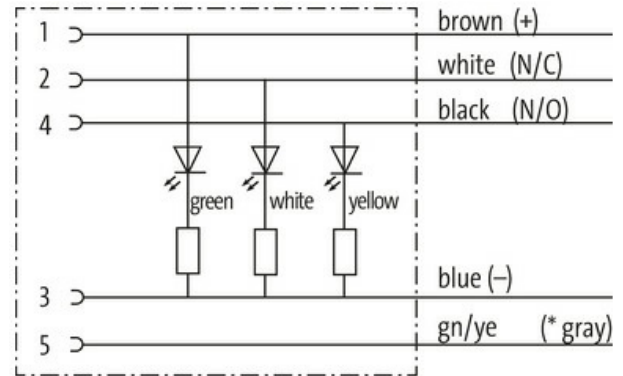 1 brown (+)
2 white (N/C)
4 black (N/O)
green white yellow
3 blue (–)
5 gn/ye (* gray)